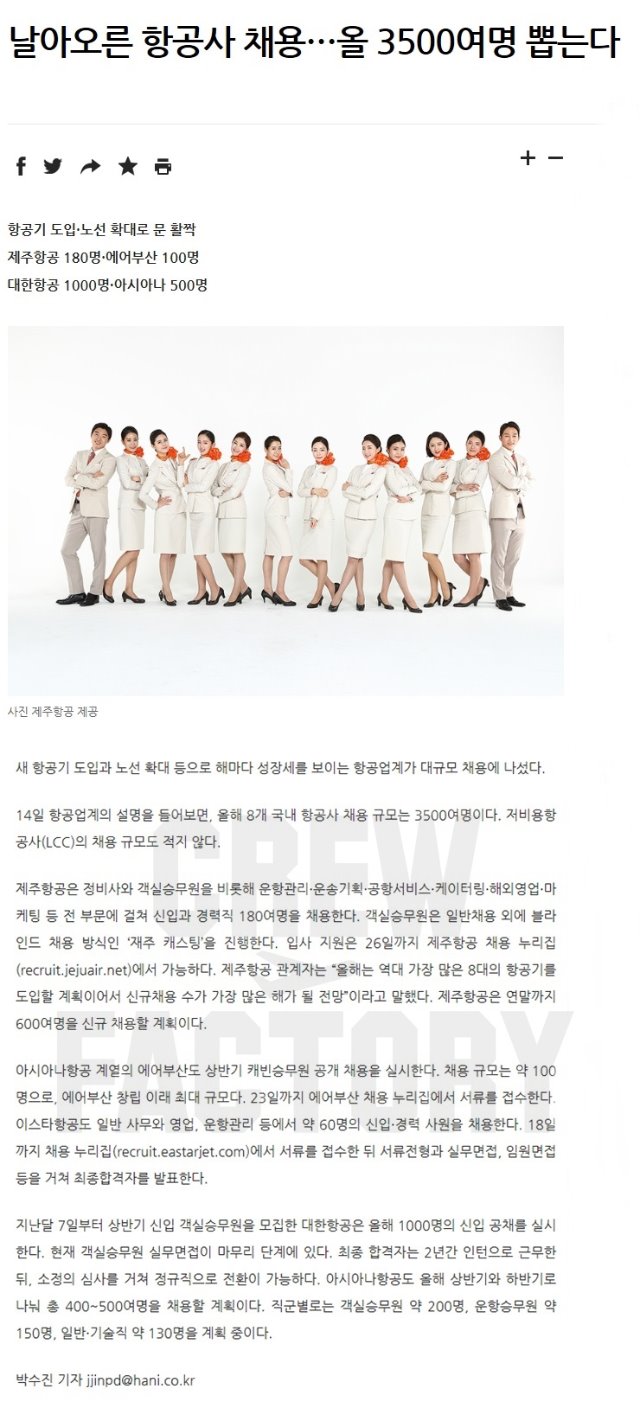 날아오른 항공사 채용…올 3500여명 뽑는다
+ −
항공기 도입·노선 확대로 문 활짝
제주항공 180명·에어부산 100명
대한항공 1000명·아시아나 500명
사진 제주항공 제공
새 항공기 도입과 노선 확대 등으로 해마다 성장세를 보이는 항공업계가 대규모 채용에 나섰다.
14일 항공업계의 설명을 들어보면, 올해 8개 국내 항공사 채용 규모는 3500여명이다. 저비용항
공사(LCC)의 채용 규모도 적지 않다.
제주항공은 정비사와 객실승무원을 비롯해 운항관리·운송기획·공항서비스·케이터링·해외영업·마
케팅 등 전 부문에 걸쳐 신입과 경력직 180여명을 채용한다. 객실승무원은 일반채용 외에 블라
인드 채용 방식인 ‘재주 캐스팅’을 진행한다. 입사 지원은 26일까지 제주항공 채용 누리집
(recruit.jejuair.net)에서 가능하다. 제주항공 관계자는 “올해는 역대 가장 많은 8대의 항공기를
도입할 계획이어서 신규채용 수가 가장 많은 해가 될 전망”이라고 말했다. 제주항공은 연말까지
600여명을 신규 채용할 계획이다.
아시아나항공 계열의 에어부산도 상반기 캐빈승무원 공개 채용을 실시한다. 채용 규모는 약 100
명으로, 에어부산 창립 이래 최대 규모다. 23일까지 에어부산 채용 누리집에서 서류를 접수한다.
이스타항공도 일반 사무와 영업, 운항관리 등에서 약 60명의 신입·경력 사원을 채용한다. 18일
까지 채용 누리집(recruit.eastarjet.com)에서 서류를 접수한 뒤 서류전형과 실무면접, 임원면접
등을 거쳐 최종합격자를 발표한다.
지난달 7일부터 상반기 신입 객실승무원을 모집한 대한항공은 올해 1000명의 신입 공채를 실시
한다. 현재 객실승무원 실무면접이 마무리 단계에 있다. 최종 합격자는 2년간 인턴으로 근무한
뒤, 소정의 심사를 거쳐 정규직으로 전환이 가능하다. 아시아나항공도 올해 상반기와 하반기로
나눠 총 400~500여명을 채용할 계획이다. 직군별로는 객실승무원 약 200명, 운항승무원 약
150명, 일반·기술직 약 130명을 계획 중이다.
박수진 기자 jjinpd@hani.co.kr
CREW
FACTORY